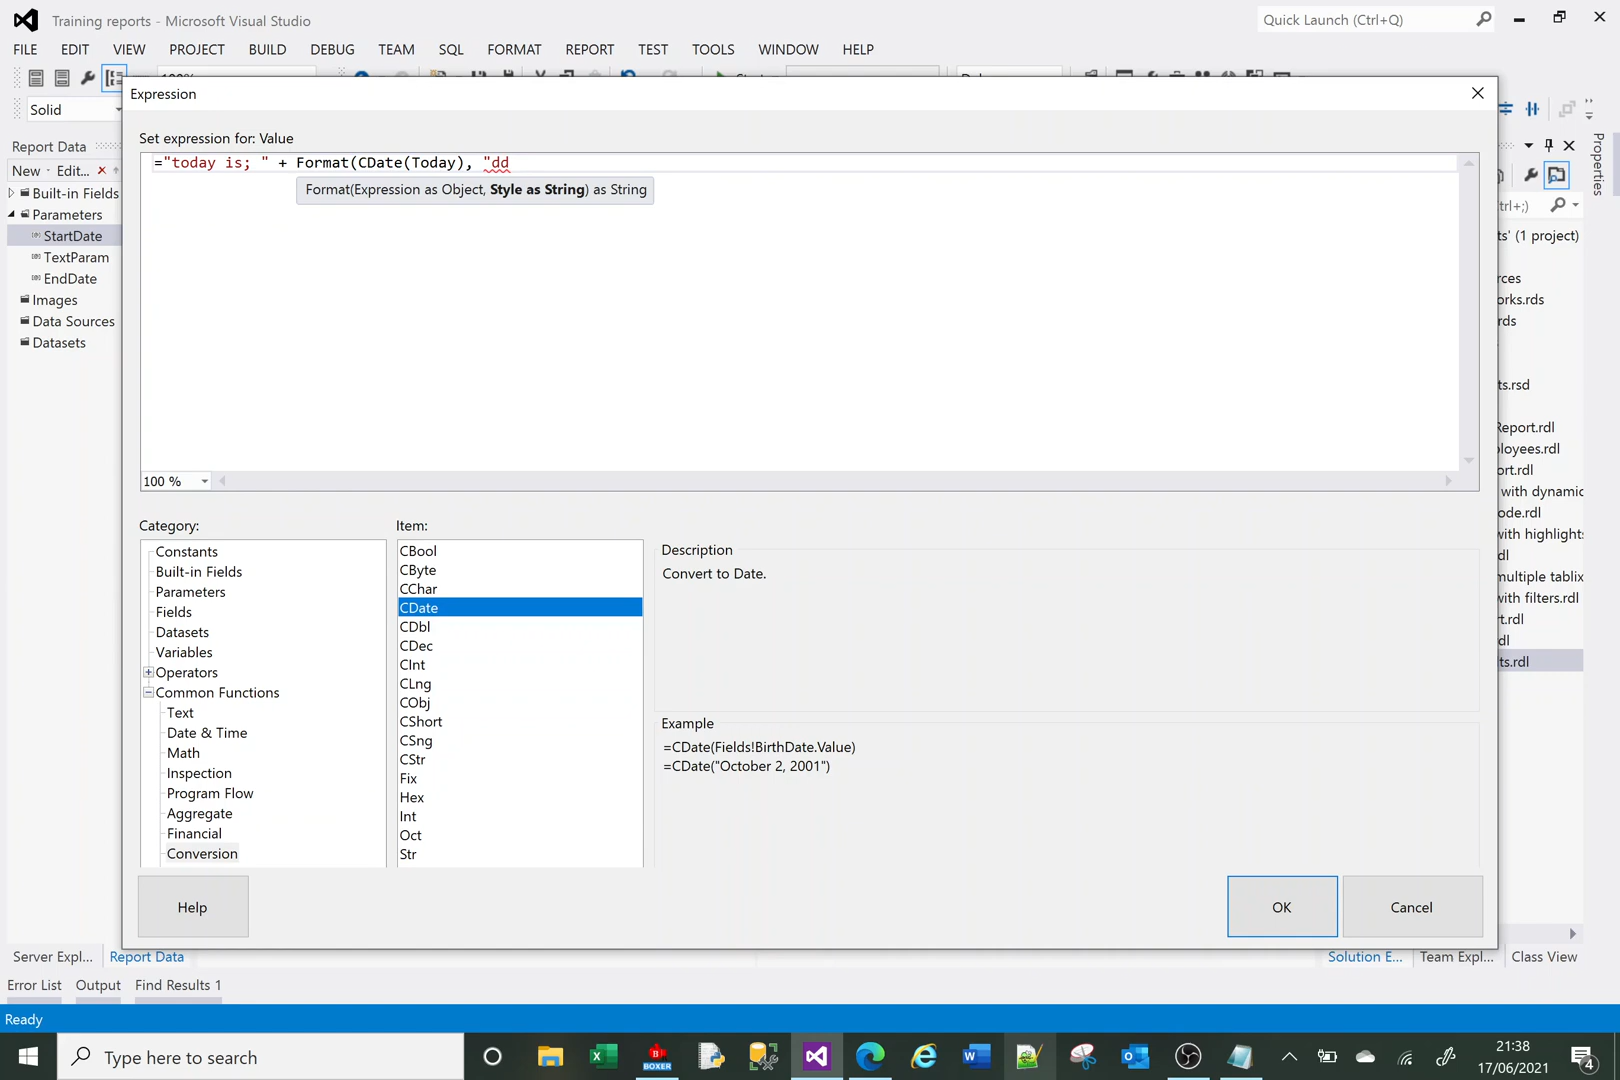 Training reports - Microsoft Visual Studio
Quick Launch (Ctrl+Q)
FILE EDIT VIEW PROJECT BUILD DEBUG TEAM SQL FORMAT REPORT TEST TOOLS WINDOW HELP
Solid
Expression
Set expression for: Value
="today is; " + Format(CDate(Today), "dd
Format(Expression as Object, Style as String) as String
100 %
Report Data
New Edit...
Built-in Fields
Parameters
StartDate
TextParam
EndDate
Images
Data Sources
Datasets
Category:
Constants
Built-in Fields
Parameters
Fields
Datasets
Variables
Operators
Common Functions
Text
Date & Time
Math
Inspection
Program Flow
Aggregate
Financial
Conversion
Item:
CBool
CByte
CChar
CDate
CDbl
CDec
CInt
CLng
CObj
CShort
CSng
CStr
Fix
Hex
Int
Oct
Str
Description
Convert to Date.
Example
=CDate(Fields!BirthDate.Value)
=CDate("October 2, 2001")
Help
OK
Cancel
Properties
trl+;)
ts' (1 project)
rces
orks.rds
rds
ts.rsd
Report.rdl
ployees.rdl
ort.rdl
with dynamic
ode.rdl
with highlights
dl
multiple tablix
with filters.rdl
rt.rdl
dl
ts.rdl
Server Expl... Report Data
Solution E... Team Expl... Class View
Error List Output Find Results 1
Ready
Type here to search
BOXER
21:38
17/06/2021
4